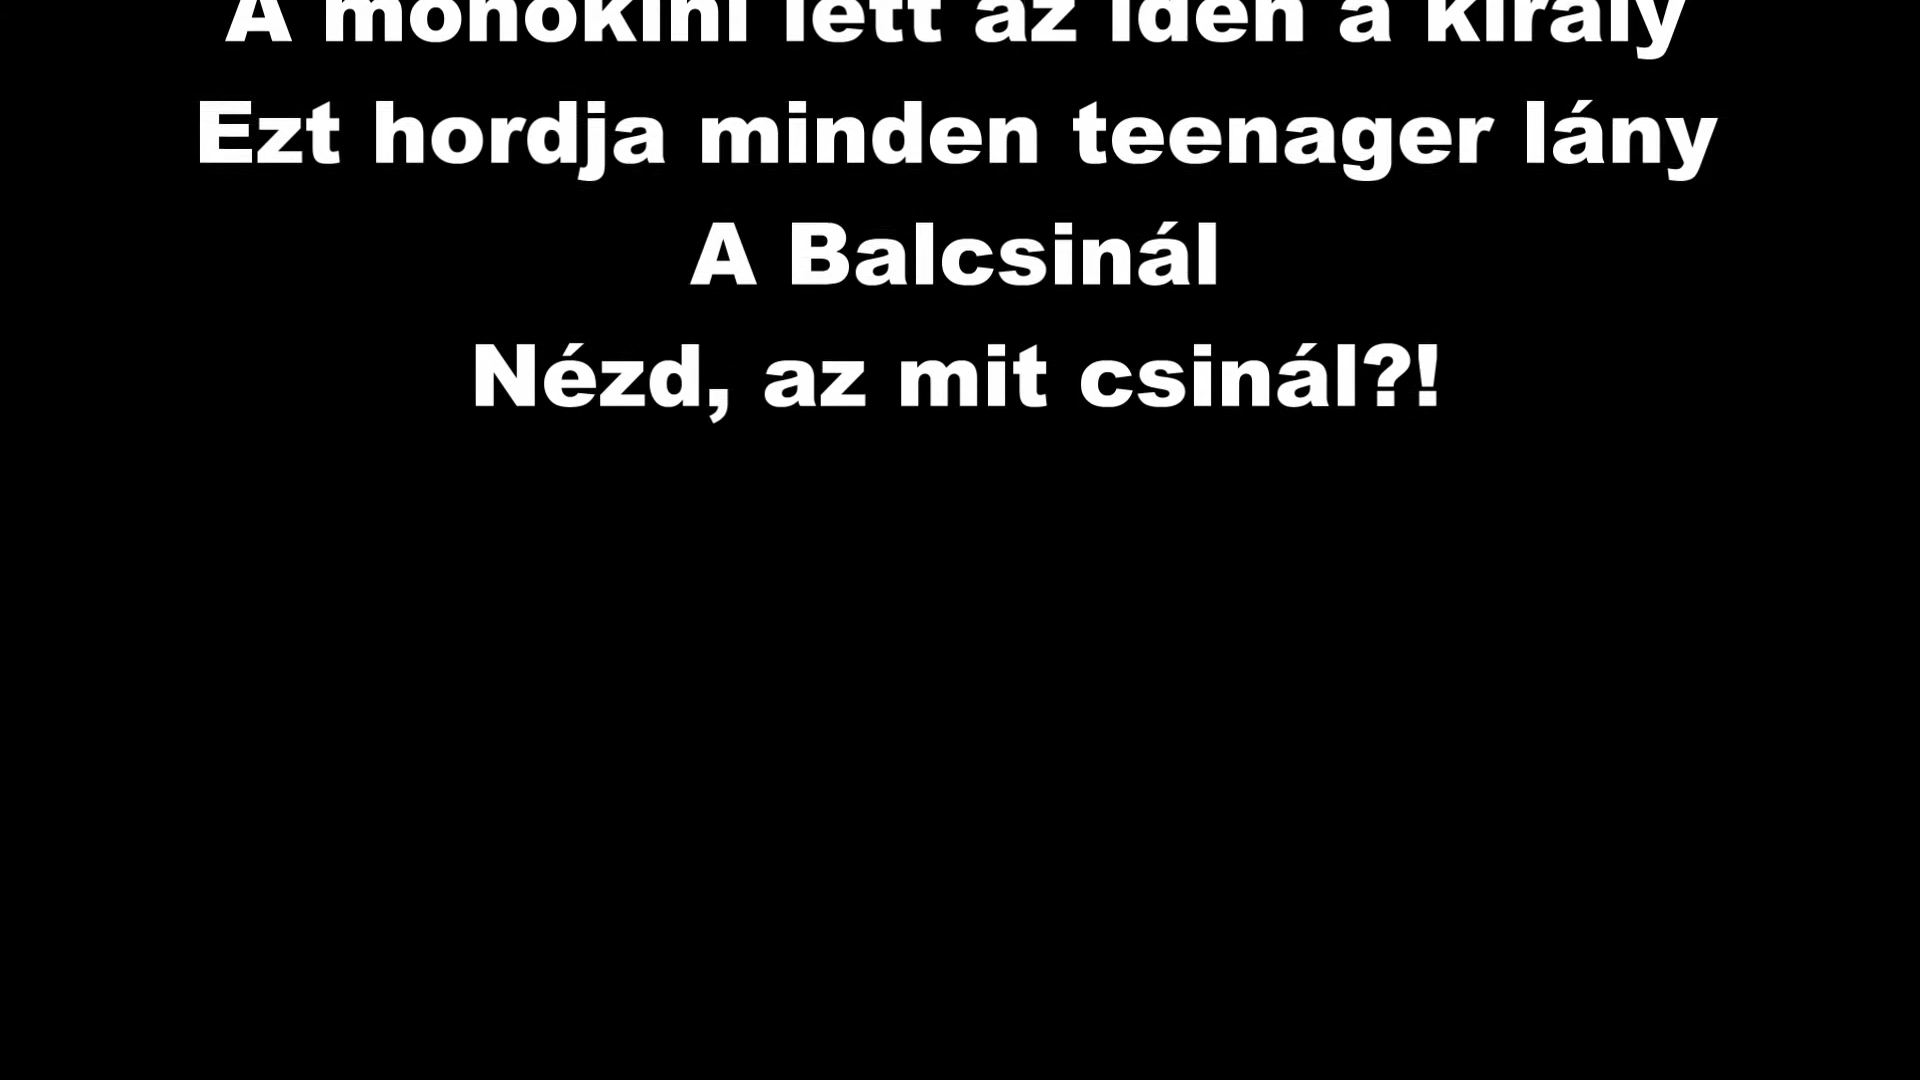 A monokini lett az idén a király
Ezt hordja minden teenager lány
A Balcsinál
Nézd, az mit csinál?!